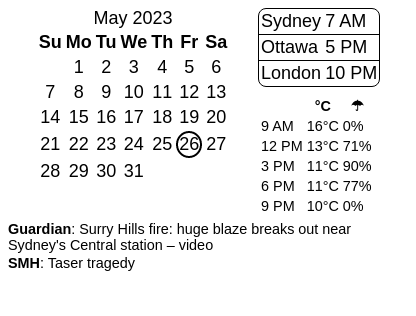 May 2023
Su Mo Tu We Th Fr Sa
1 2 3 4 5 6
7 8 9 10 11 12 13
14 15 16 17 18 19 20
21 22 23 24 25 26 27
28 29 30 31
Sydney 7 AM
Ottawa 5 PM
London 10 PM
°C ☂
9 AM 16°C 0%
12 PM 13°C 71%
3 PM 11°C 90%
6 PM 11°C 77%
9 PM 10°C 0%
Guardian: Surry Hills fire: huge blaze breaks out near
Sydney's Central station – video
SMH: Taser tragedy